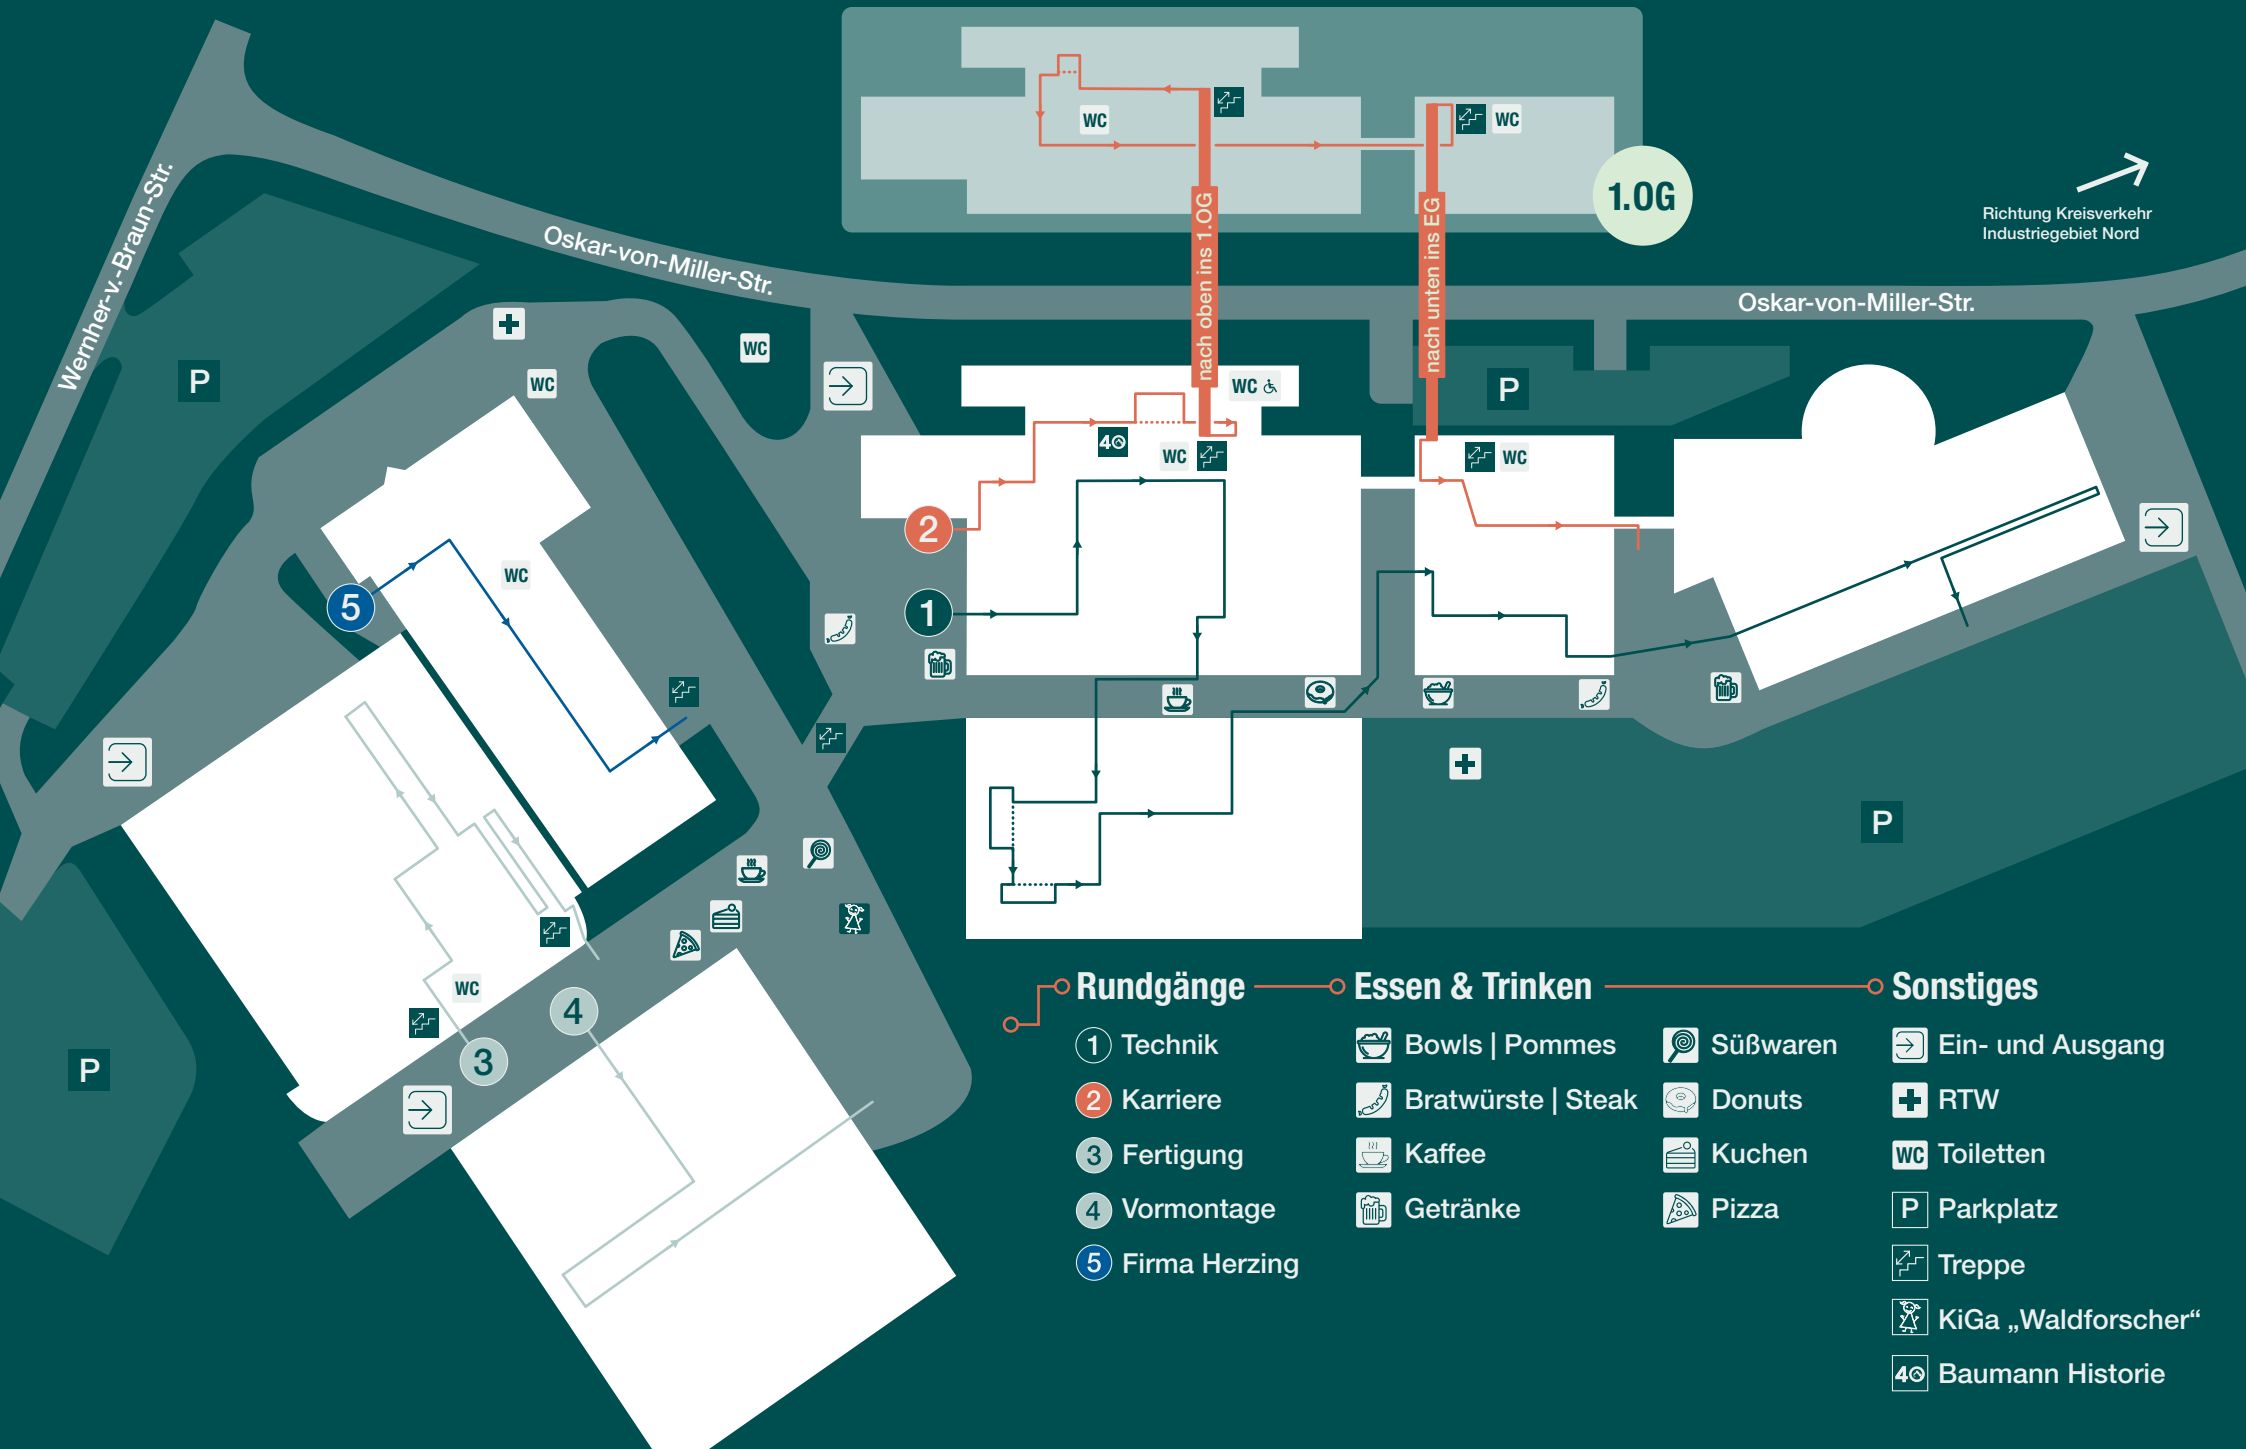 WC
WC
1.OG
nach oben ins 1.OG
nach unten ins EG
Richtung Kreisverkehr
Industriegebiet Nord
Wernher-v.-Braun-Str.
Oskar-von-Miller-Str.
Oskar-von-Miller-Str.
WC
WC
P
WC
P
40
WC
WC
2
WC
5
1
P
WC
4
3
P
Rundgänge
1 Technik
2 Karriere
3 Fertigung
4 Vormontage
5 Firma Herzing
Essen & Trinken
Bowls | Pommes
Bratwürste | Steak
Kaffee
Getränke
Süßwaren
Donuts
Kuchen
Pizza
Sonstiges
Ein- und Ausgang
RTW
WC Toiletten
P Parkplatz
Treppe
KiGa „Waldforscher“
40 Baumann Historie